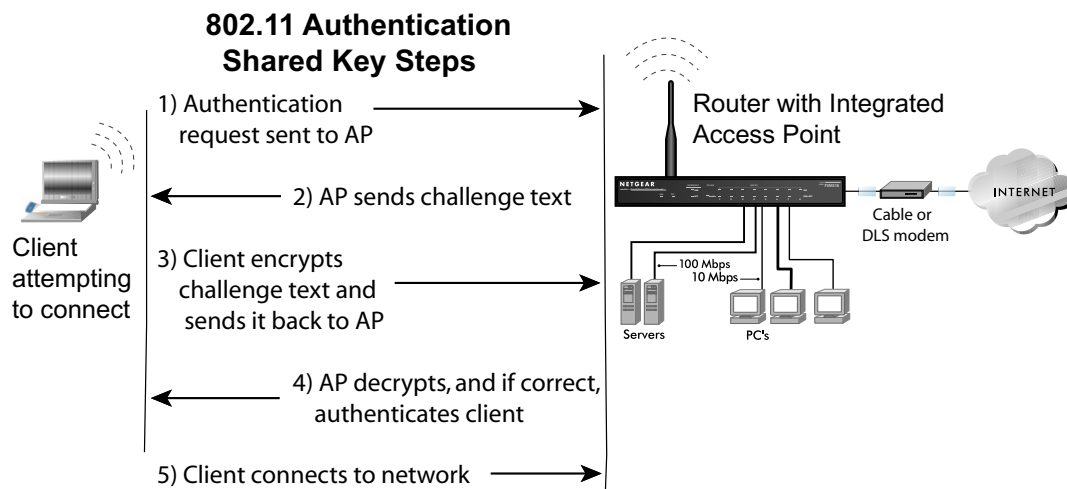 802.11 Authentication
Shared Key Steps
1) Authentication
request sent to AP
2) AP sends challenge text
3) Client encrypts
challenge text and
sends it back to AP
4) AP decrypts, and if correct,
authenticates client
5) Client connects to network
Client
attempting
to connect
Router with Integrated
Access Point
NETGEAR
INTERNET
Cable or
DLS modem
100 Mbps
10 Mbps
Servers
PC's